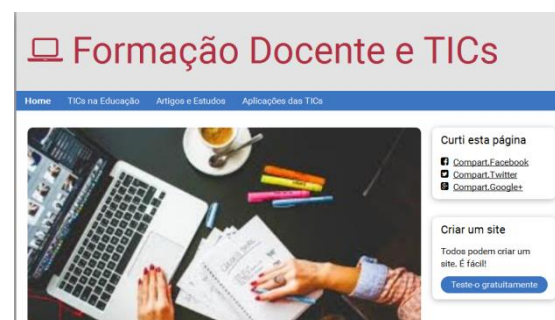 Formação Docente e TICs
Home TICs na Educação Artigos e Estudos Aplicações das TICs
Curti esta página
Compart.Facebook
Compart.Twitter
Compart.Google+
Criar um site
Todos podem criar um
site. É fácil!
Teste-o gratuitamente